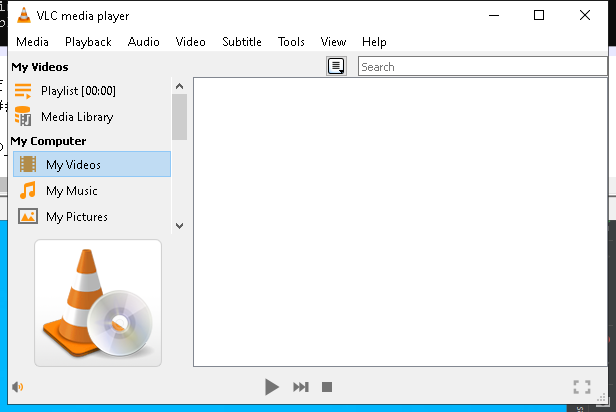 VLC media player
Media Playback Audio Video Subtitle Tools View Help
My Videos
Search
Playlist [00:00]
Media Library
My Computer
My Videos
My Music
My Pictures